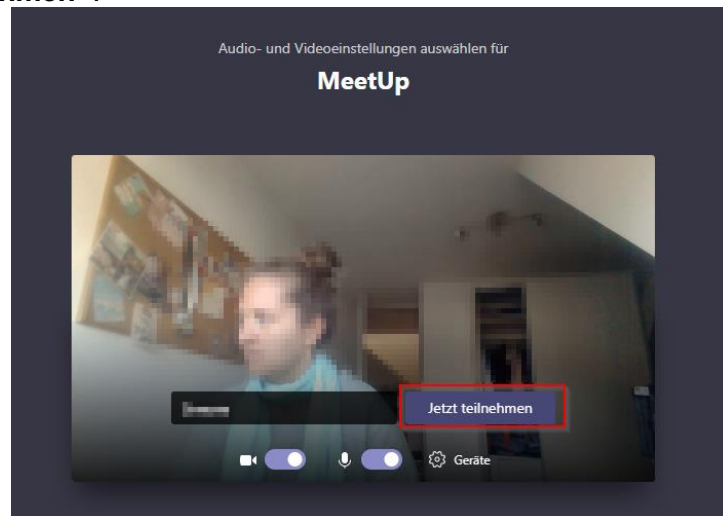 Audio- und Videoeinstellungen auswählen für
MeetUp
Jetzt teilnehmen
Geräte